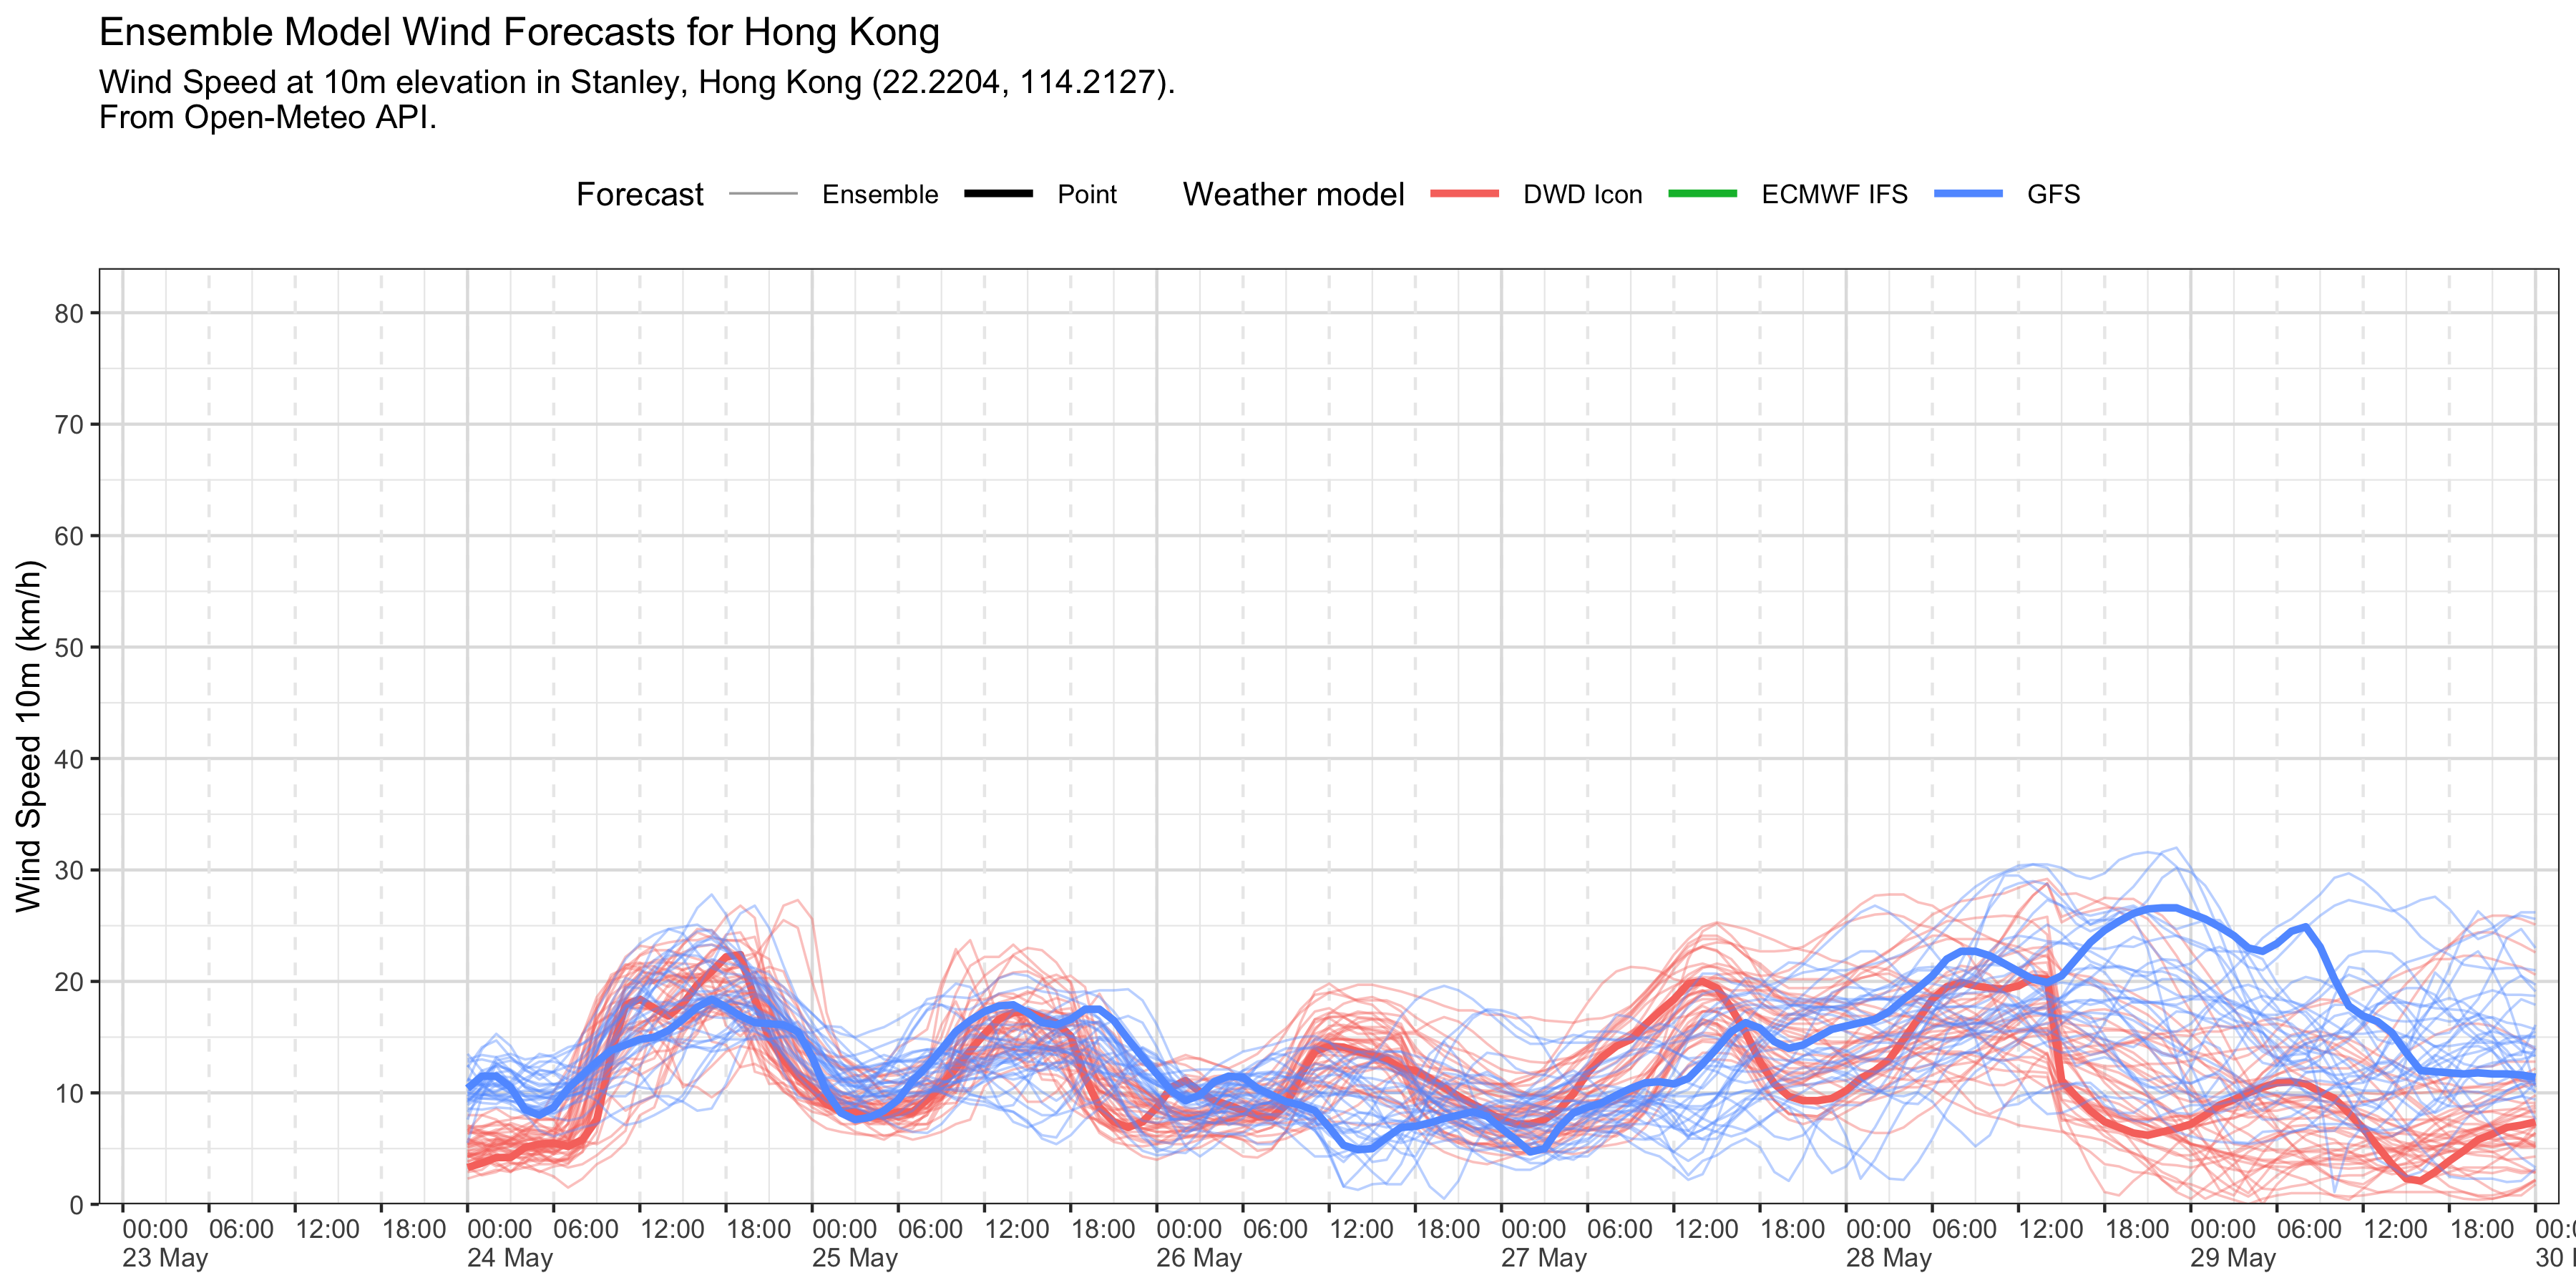 Ensemble Model Wind Forecasts for Hong Kong
Wind Speed at 10m elevation in Stanley, Hong Kong (22.2204, 114.2127).
From Open-Meteo API.
Forecast Ensemble Point Weather model DWD Icon ECMWF IFS GFS
Wind Speed 10m (km/h)
80
70
60
50
40
30
20
10
0
00:00 06:00 12:00 18:00 00:00 06:00 12:00 18:00 00:00 06:00 12:00 18:00 00:00 06:00 12:00 18:00 00:00 06:00 12:00 18:00 00:00 06:00 12:00 18:00 00:00 06:00 12:00 18:00 00:
23 May 24 May 25 May 26 May 27 May 28 May 29 May 30